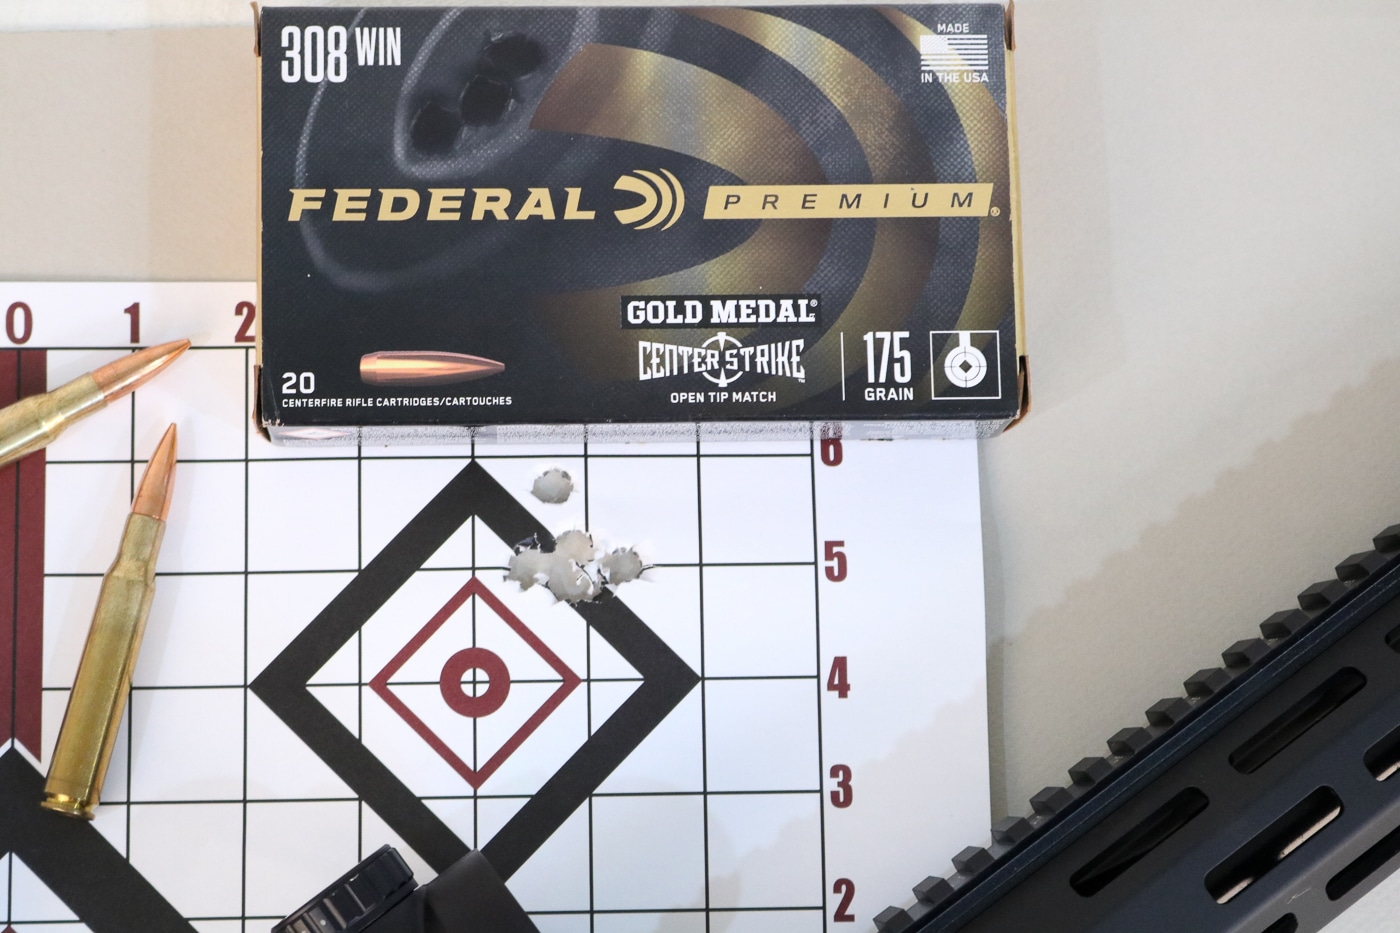 308 WIN
MADE
IN THE USA
FEDERAL PREMIUM®
GOLD MEDAL®
CENTER STRIKE™
OPEN TIP MATCH
175
GRAIN
20
CENTERFIRE RIFLE CARTRIDGES/CARTOUCHES
0 1 2
6
5
4
3
2